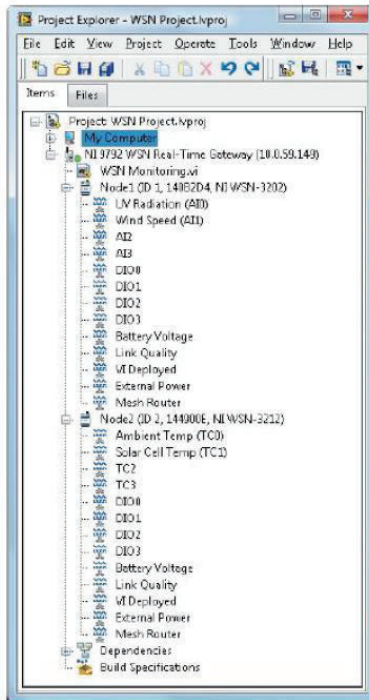 Project Explorer - WSN Project.lvproj
File Edit View Project Operate Tools Window Help
Items Files
Project: WSN Project.lvproj
My Computer
NI 9792 WSN Real-Time Gateway (10.0.59.149)
WSN Monitoring.vi
Node1 (ID 1, 140B2D4, NI WSN-3202)
UV Radiation (AI0)
Wind Speed (AI1)
AI2
AI3
DIO0
DIO1
DIO2
DIO3
Battery Voltage
Link Quality
VI Deployed
External Power
Mesh Router
Node2 (ID 2, 144900E, NI WSN-3212)
Ambient Temp (TC0)
Solar Cell Temp (TC1)
TC2
TC3
DIO0
DIO1
DIO2
DIO3
Battery Voltage
Link Quality
VI Deployed
External Power
Mesh Router
Dependencies
Build Specifications